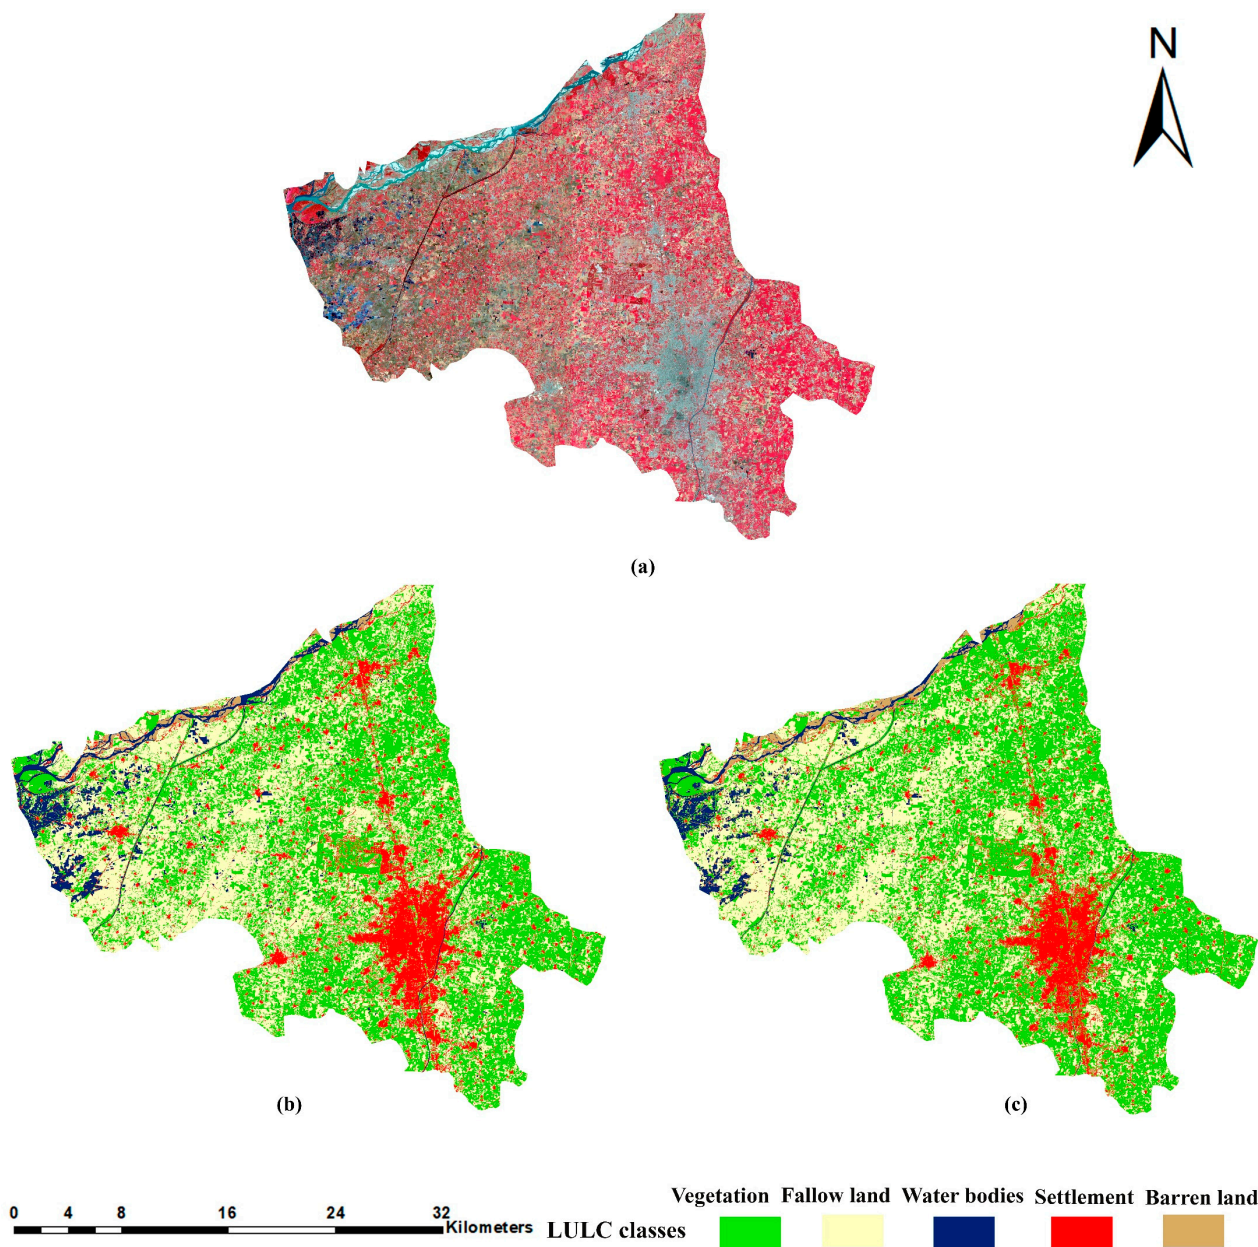 N
(a)
(b)
(c)
Vegetation Fallow land Water bodies Settlement Barren land
0 4 8 16 24 32
Kilometers
LULC classes